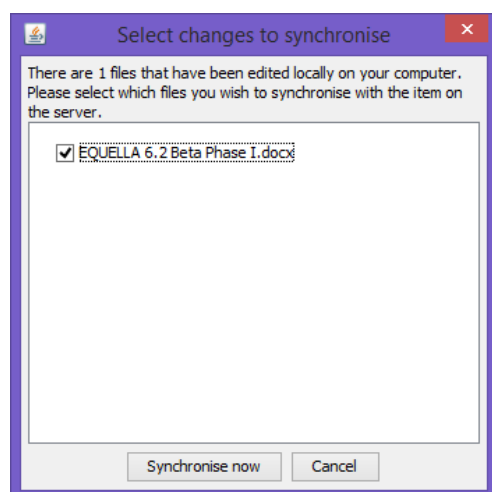 Select changes to synchronise
There are 1 files that have been edited locally on your computer.
Please select which files you wish to synchronise with the item on
the server.
EQUELLA 6.2 Beta Phase I.docx
Synchronise now
Cancel